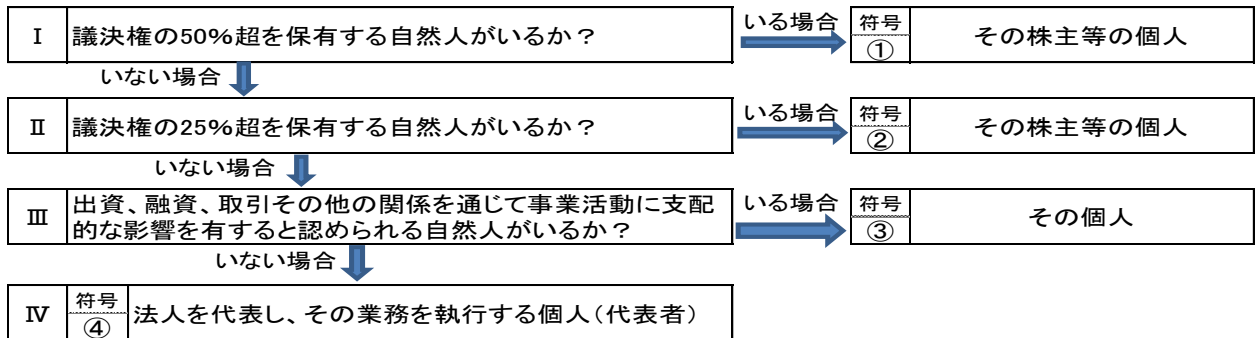 Ⅰ 議決権の50%超を保有する自然人がいるか？ いる場合 符号 ① その株主等の個人
いない場合
Ⅱ 議決権の25%超を保有する自然人がいるか？ いる場合 符号 ② その株主等の個人
いない場合
Ⅲ 出資、融資、取引その他の関係を通じて事業活動に支配
的な影響を有すると認められる自然人がいるか？ いる場合 符号 ③ その個人
いない場合
Ⅳ 符号 ④ 法人を代表し、その業務を執行する個人（代表者）